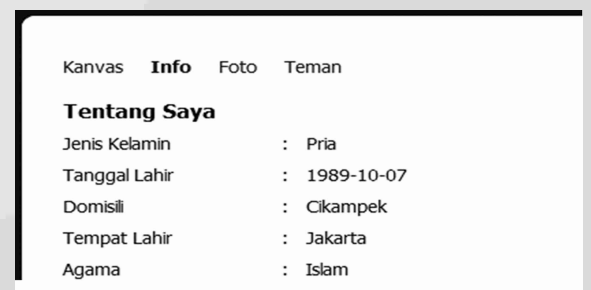 Kanvas Info Foto Teman
Tentang Saya
Jenis Kelamin : Pria
Tanggal Lahir : 1989-10-07
Domisili : Cikampek
Tempat Lahir : Jakarta
Agama : Islam